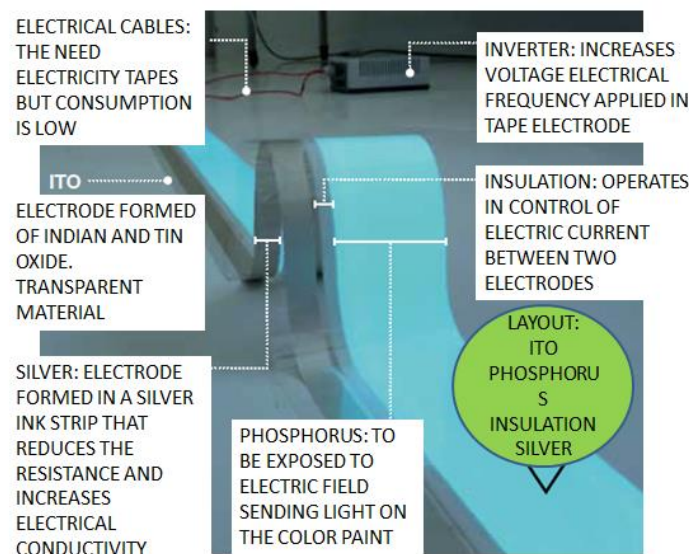 ELECTRICAL CABLES:
THE NEED
ELECTRICITY TAPES
BUT CONSUMPTION
IS LOW
INVERTER: INCREASES
VOLTAGE ELECTRICAL
FREQUENCY APPLIED IN
TAPE ELECTRODE
ITO
ELECTRODE FORMED
OF INDIAN AND TIN
OXIDE.
TRANSPARENT
MATERIAL
INSULATION: OPERATES
IN CONTROL OF
ELECTRIC CURRENT
BETWEEN TWO
ELECTRODES
SILVER: ELECTRODE
FORMED IN A SILVER
INK STRIP THAT
REDUCES THE
RESISTANCE AND
INCREASES
ELECTRICAL
CONDUCTIVITY
PHOSPHORUS: TO
BE EXPOSED TO
ELECTRIC FIELD
SENDING LIGHT ON
THE COLOR PAINT
LAYOUT:
ITO
PHOSPHORU
S
INSULATION
SILVER